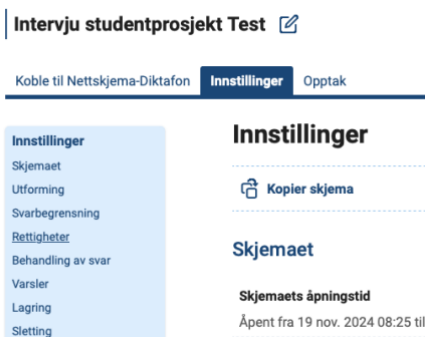 Intervju studentprosjekt Test
Koble til Nettskjema-Diktafon Innstillinger Opptak
Innstillinger
Skjemaet
Utforming
Svarbegrensning
Rettigheter
Behandling av svar
Varsler
Lagring
Sletting
Innstillinger
Kopier skjema
Skjemaet
Skjemaets åpningstid
Åpent fra 19 nov. 2024 08:25 til